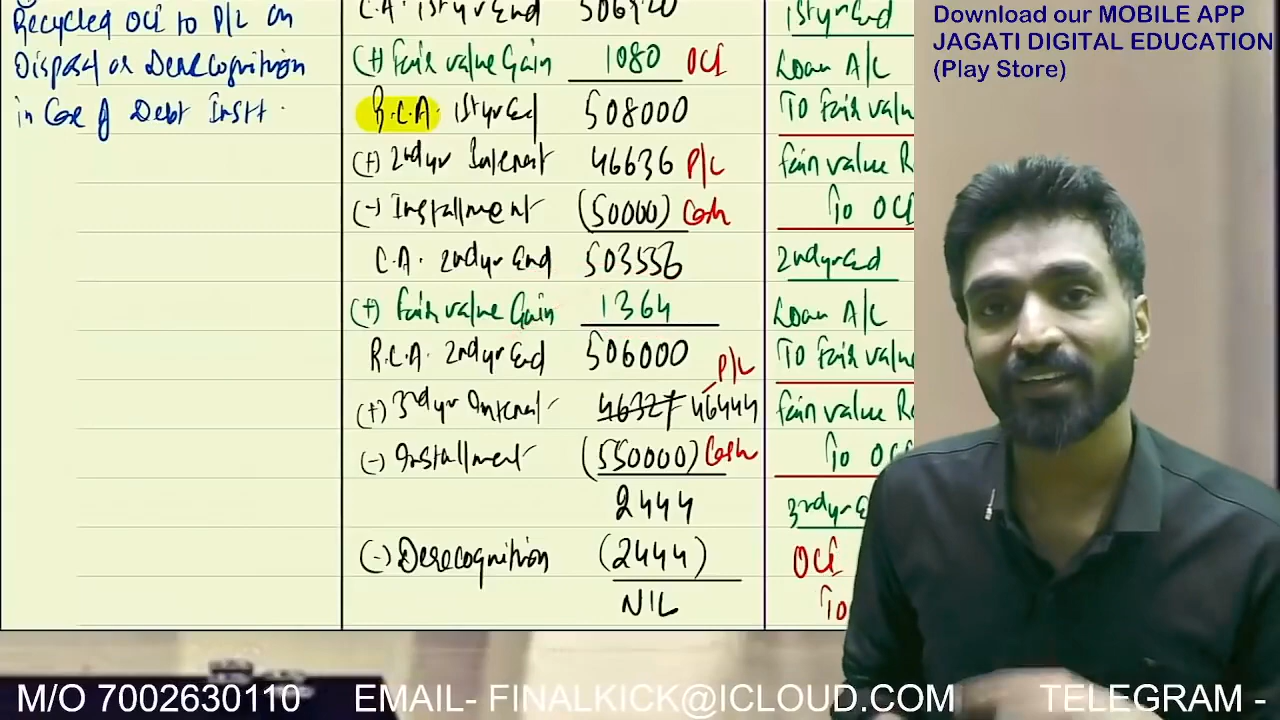 Recycled OCI to P/L on
Disposal or Derecognition
in Case of Debt Instt.
C.A. 1st yr End 506920
(+) Fair value Gain 1080 OCI
R.C.A. 1st yr End 508000
(+) 2nd yr Interest 46636 P/L
(-) Installment (50000) Cash
C.A. 2nd yr End 503556
(+) Fair value Gain 1364
R.C.A. 2nd yr End 506000
(+) 3rd yr Interest 46327 46444 P/L
(-) Installment (550000) Cash
2444
(-) Derecognition (2444)
NIL
1st yr End
Loan A/C
To Fair valu
Fair value R
To OCI
2nd yr End
Loan A/C
To Fair valu
Fair value Re
To OC
3rd yr E
OCI
To
Download our MOBILE APP
JAGATI DIGITAL EDUCATION
(Play Store)
M/O 7002630110 EMAIL- FINALKICK@ICLOUD.COM TELEGRAM -